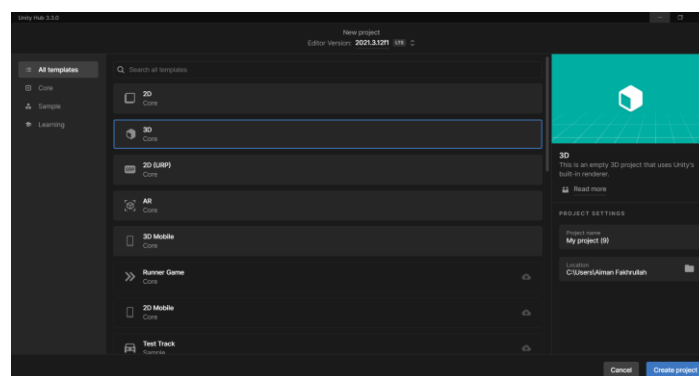 Unity Hub 3.3.0
New project
Editor Version: 2021.3.12f1 LTS
All templates
Core
Sample
Learning
Search all templates
2D
Core
3D
Core
2D (URP)
Core
AR
Core
3D Mobile
Core
Runner Game
Core
2D Mobile
Core
Test Track
Sample
3D
This is an empty 3D project that uses Unity's
built-in renderer.
Read more
PROJECT SETTINGS
Project name
My project (9)
Location
C:\Users\Aiman Fakhrullah
Cancel
Create project